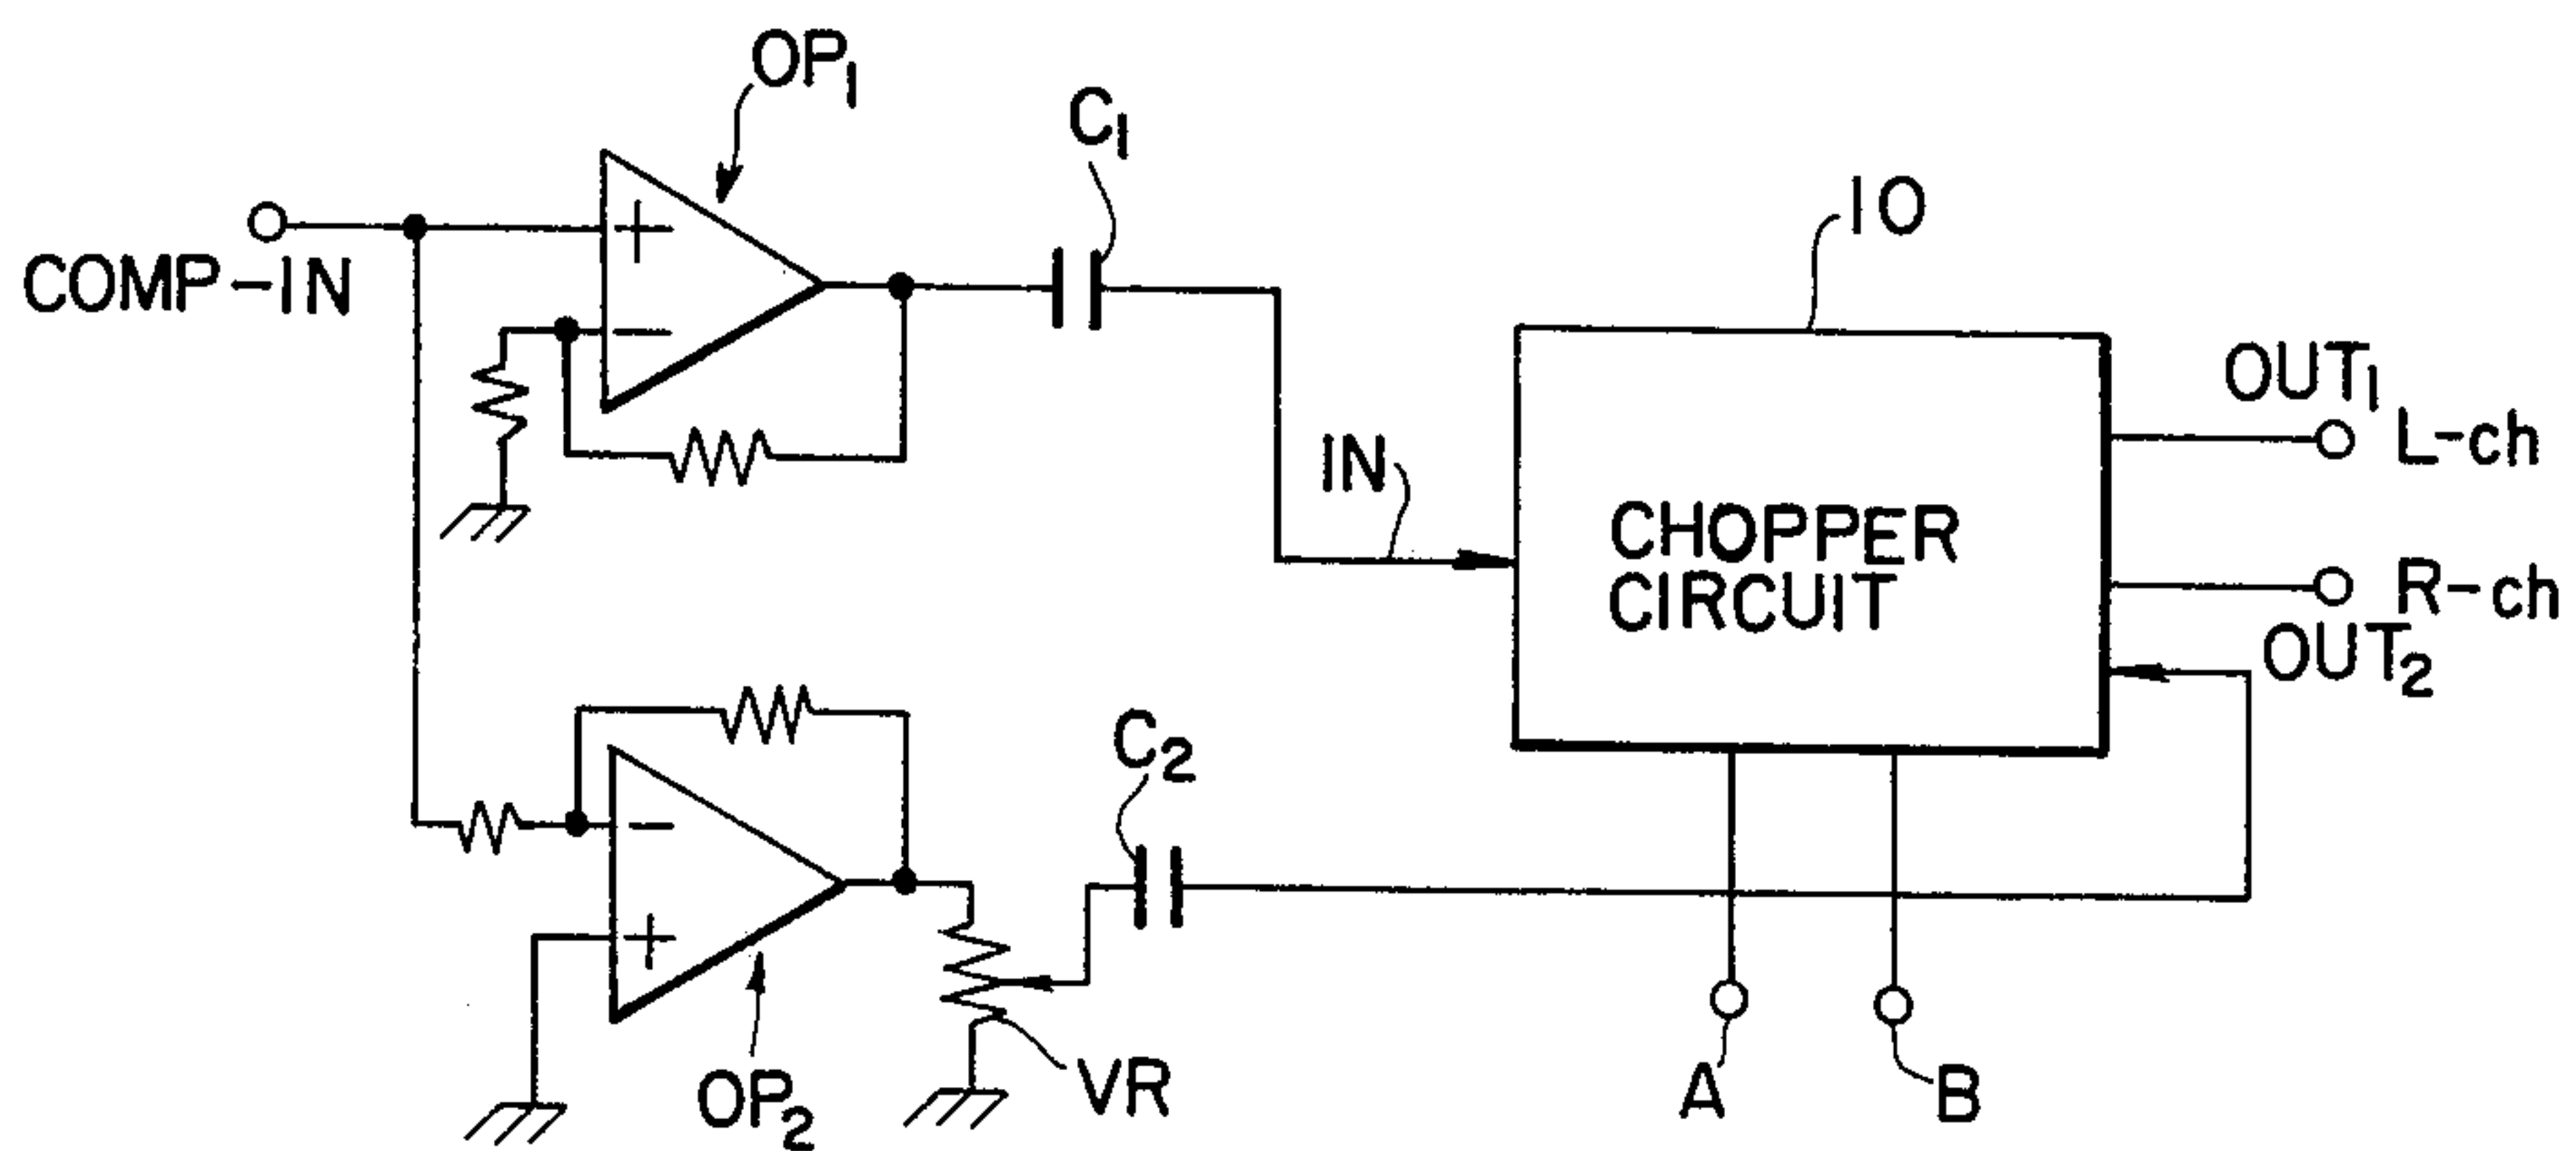 OP₁
C₁
10
COMP-IN
+
−
OUT₁
L-ch
IN
CHOPPER
CIRCUIT
R-ch
OUT₂
C₂
−
+
OP₂
VR
A
B